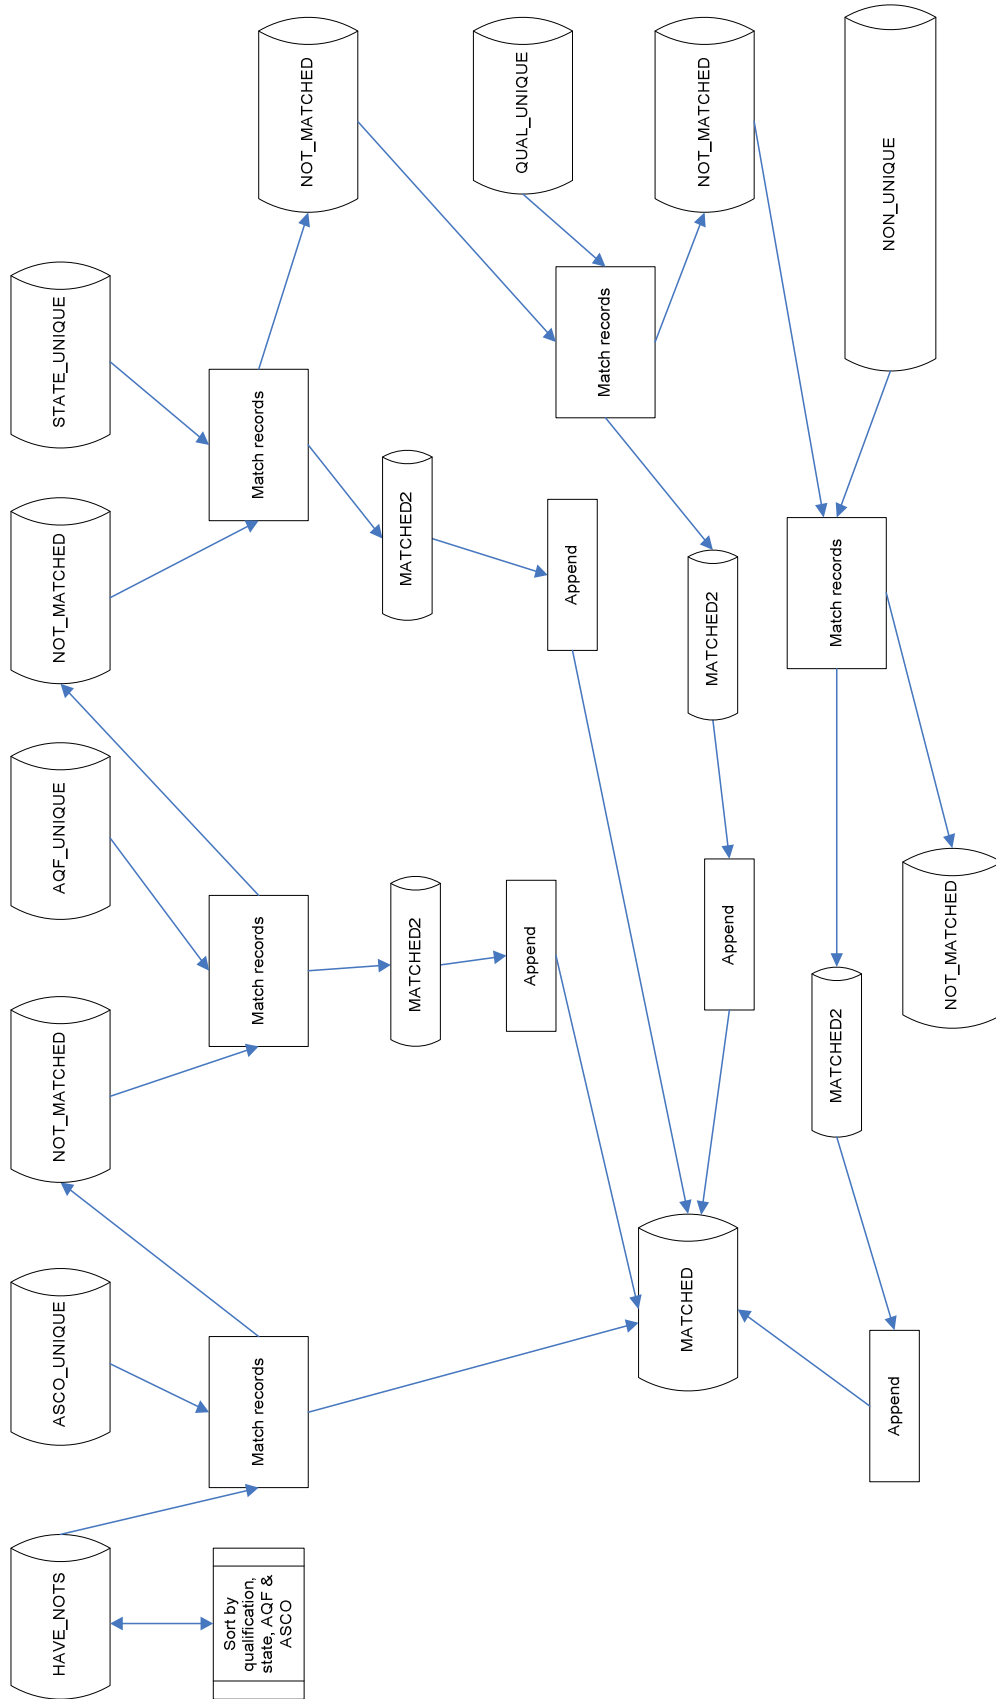 HAVE_NOTS
ASCO_UNIQUE
NOT_MATCHED
AQF_UNIQUE
NOT_MATCHED
STATE_UNIQUE
Sort by
qualification,
state, AQF &
ASCO
Match records
Match records
Match records
NOT_MATCHED
MATCHED2
MATCHED2
Append
Append
QUAL_UNIQUE
Match records
MATCHED
MATCHED2
NOT_MATCHED
Append
MATCHED2
Match records
Append
NON_UNIQUE
NOT_MATCHED